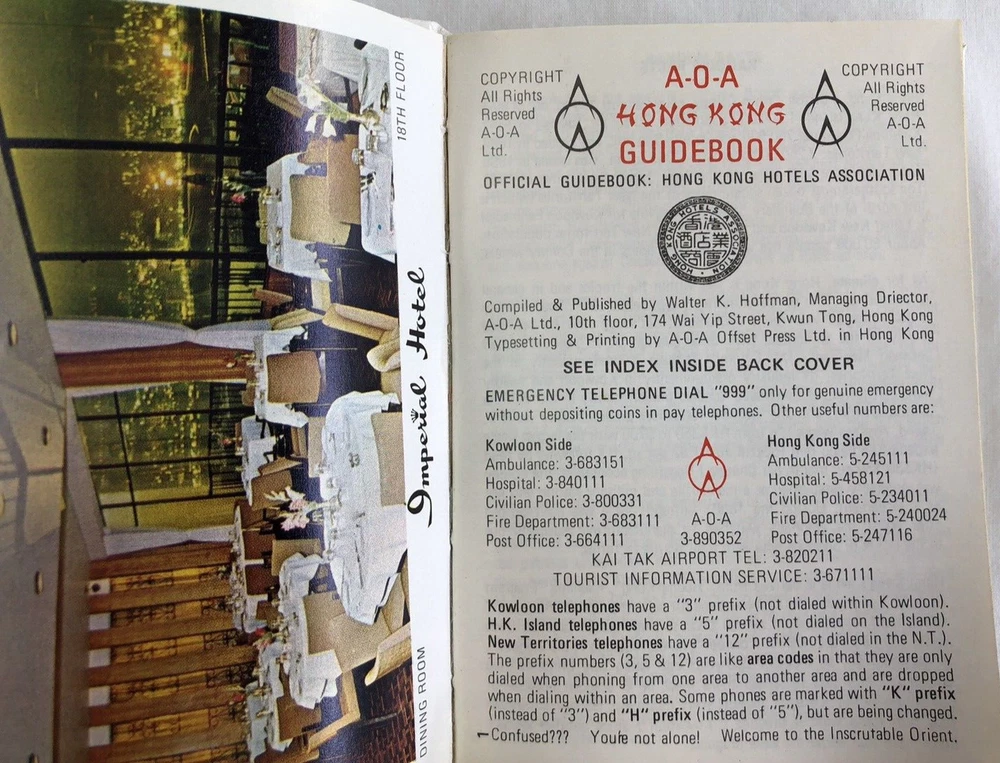 18TH FLOOR
Imperial Hotel
DINING ROOM
COPYRIGHT
All Rights
Reserved
A-O-A
Ltd.
A-O-A
HONG KONG
GUIDEBOOK
COPYRIGHT
All Rights
Reserved
A-O-A
Ltd.
OFFICIAL GUIDEBOOK: HONG KONG HOTELS ASSOCIATION
HONG KONG HOTELS ASSOCIATION
香港
酒店業
Compiled & Published by Walter K. Hoffman, Managing Driector,
A-O-A Ltd., 10th floor, 174 Wai Yip Street, Kwun Tong, Hong Kong
Typesetting & Printing by A-O-A Offset Press Ltd. in Hong Kong
SEE INDEX INSIDE BACK COVER
EMERGENCY TELEPHONE DIAL "999" only for genuine emergency
without depositing coins in pay telephones. Other useful numbers are:
Kowloon Side
Ambulance: 3-683151
Hospital: 3-840111
Civilian Police: 3-800331
Fire Department: 3-683111
Post Office: 3-664111
A-O-A
3-890352
Hong Kong Side
Ambulance: 5-245111
Hospital: 5-458121
Civilian Police: 5-234011
Fire Department: 5-240024
Post Office: 5-247116
KAI TAK AIRPORT TEL: 3-820211
TOURIST INFORMATION SERVICE: 3-671111
Kowloon telephones have a "3" prefix (not dialed within Kowloon).
H.K. Island telephones have a "5" prefix (not dialed on the Island).
New Territories telephones have a "12" prefix (not dialed in the N.T.).
The prefix numbers (3, 5 & 12) are like area codes in that they are only
dialed when phoning from one area to another area and are dropped
when dialing within an area. Some phones are marked with "K" prefix
(instead of "3") and "H" prefix (instead of "5"), but are being changed.
1 Confused??? You're not alone! Welcome to the Inscrutable Orient.